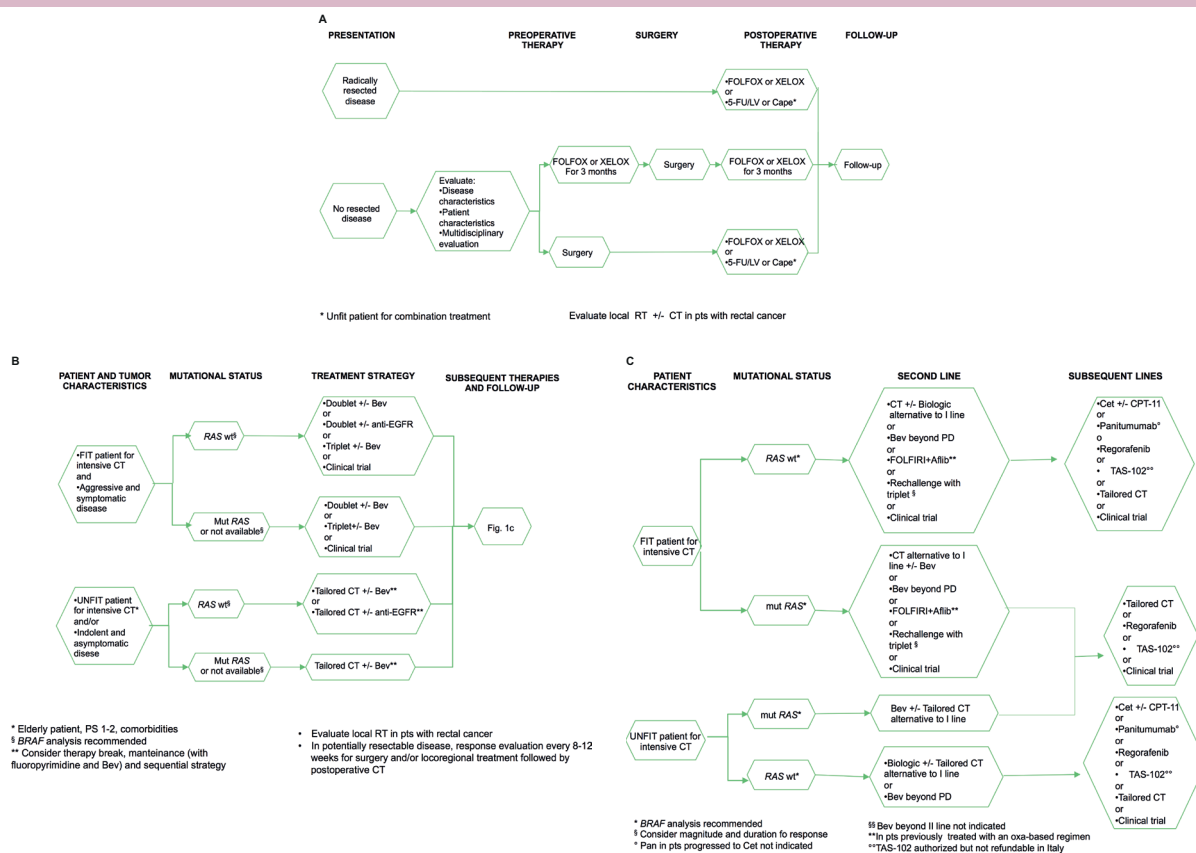 A
PRESENTATION
PREOPERATIVE
THERAPY
SURGERY
POSTOPERATIVE
THERAPY
FOLLOW-UP
Radically
resected
disease
•FOLFOX or XELOX
or
•5-FU/LV or Cape*
No resected
disease
Evaluate:
•Disease
characteristics
•Patient
characteristics
•Multidisciplinary
evaluation
FOLFOX or XELOX
For 3 months
Surgery
FOLFOX or XELOX
for 3 months
Follow-up
Surgery
•FOLFOX or XELOX
or
•5-FU/LV or Cape*
* Unfit patient for combination treatment
Evaluate local RT +/- CT in pts with rectal cancer
B
PATIENT AND TUMOR
CHARACTERISTICS
MUTATIONAL STATUS
TREATMENT STRATEGY
SUBSEQUENT THERAPIES
AND FOLLOW-UP
•FIT patient for
intensive CT
and
•Aggressive and
symptomatic
disease
RAS wt§
•Doublet +/- Bev
or
•Doublet +/- anti-EGFR
or
•Triplet +/- Bev
or
•Clinical trial
Mut RAS
or not available§
•Doublet +/- Bev
or
•Triplet+/- Bev
or
•Clinical trial
Fig. 1c
•UNFIT patient
for intensive CT*
and/or
•Indolent and
asymptomatic
disease
RAS wt§
•Tailored CT +/- Bev**
or
•Tailored CT +/- anti-EGFR**
Mut RAS
or not available§
Tailored CT +/- Bev**
* Elderly patient, PS 1-2, comorbidities
§ BRAF analysis recommended
** Consider therapy break, manteinance (with
fluoropyrimidine and Bev) and sequential strategy
• Evaluate local RT in pts with rectal cancer
• In potentially resectable disease, response evaluation every 8-12
weeks for surgery and/or locoregional treatment followed by
postoperative CT
C
PATIENT
CHARACTERISTICS
MUTATIONAL STATUS
SECOND LINE
SUBSEQUENT LINES
FIT patient for
intensive CT
RAS wt*
•CT +/- Biologic
alternative to I line
or
•Bev beyond PD
or
•FOLFIRI+Aflib**
or
•Rechallenge with
triplet §
or
•Clinical trial
•Cet +/- CPT-11
or
•Panitumumab°
o
•Regorafenib
or
• TAS-102°°
or
•Tailored CT
or
•Clinical trial
mut RAS*
•CT alternative to I
line +/- Bev
or
•Bev beyond PD
or
•FOLFIRI+Aflib**
or
•Rechallenge with
triplet §
or
•Clinical trial
•Tailored CT
or
•Regorafenib
or
• TAS-102°°
or
•Clinical trial
UNFIT patient for
intensive CT
mut RAS*
Bev +/- Tailored CT
alternative to I line
RAS wt*
•Biologic +/- Tailored CT
alternative to I line
or
•Bev beyond PD
•Cet +/- CPT-11
or
•Panitumumab°
or
•Regorafenib
or
• TAS-102°°
or
•Tailored CT
or
•Clinical trial
* BRAF analysis recommended
§ Consider magnitude and duration fo response
° Pan in pts progressed to Cet not indicated
§§ Bev beyond II line not indicated
**In pts previously treated with an oxa-based regimen
°°TAS-102 authorized but not refundable in Italy